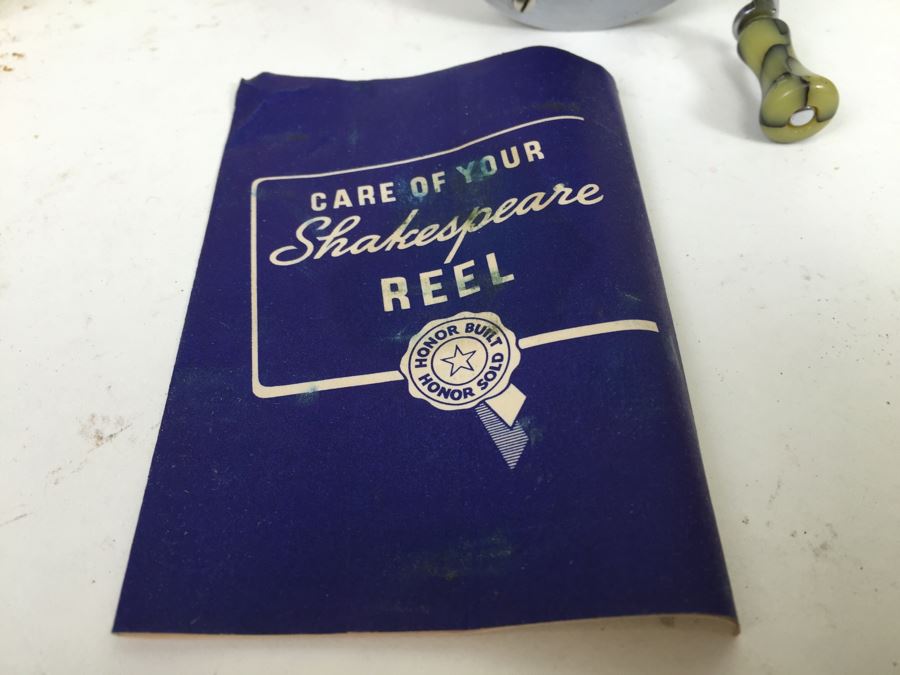 CARE OF YOUR
Shakespeare
REEL
HONOR BUILT
HONOR SOLD